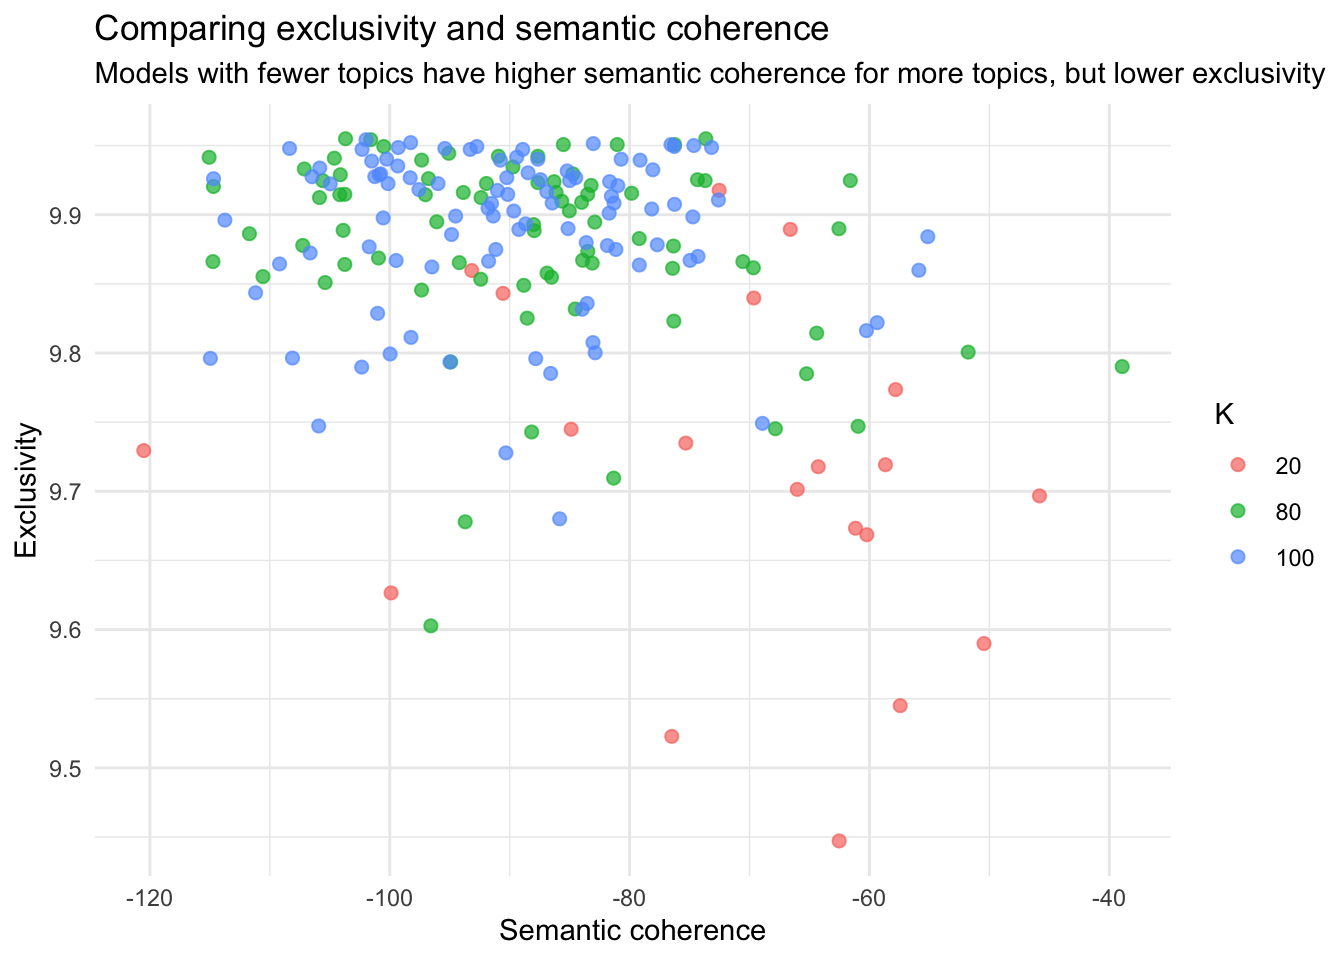 Comparing exclusivity and semantic coherence
Models with fewer topics have higher semantic coherence for more topics, but lower exclusivity
Exclusivity
9.9
9.8
9.7
9.6
9.5
-120
-100
-80
-60
-40
Semantic coherence
K
20
80
100